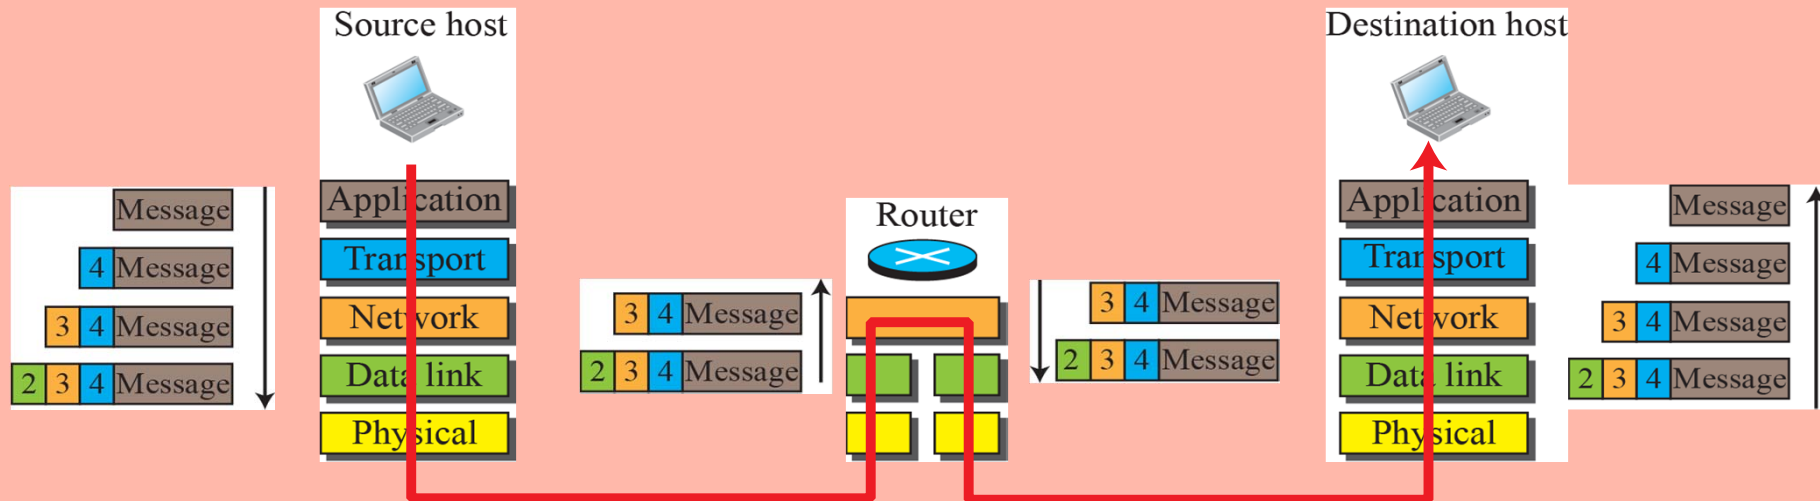 Source host
Destination host
Message
4 Message
3 4 Message
2 3 4 Message
Application
Transport
Network
Data link
Physical
3 4 Message
2 3 4 Message
Router
3 4 Message
2 3 4 Message
Application
Transport
Network
Data link
Physical
Message
4 Message
3 4 Message
2 3 4 Message